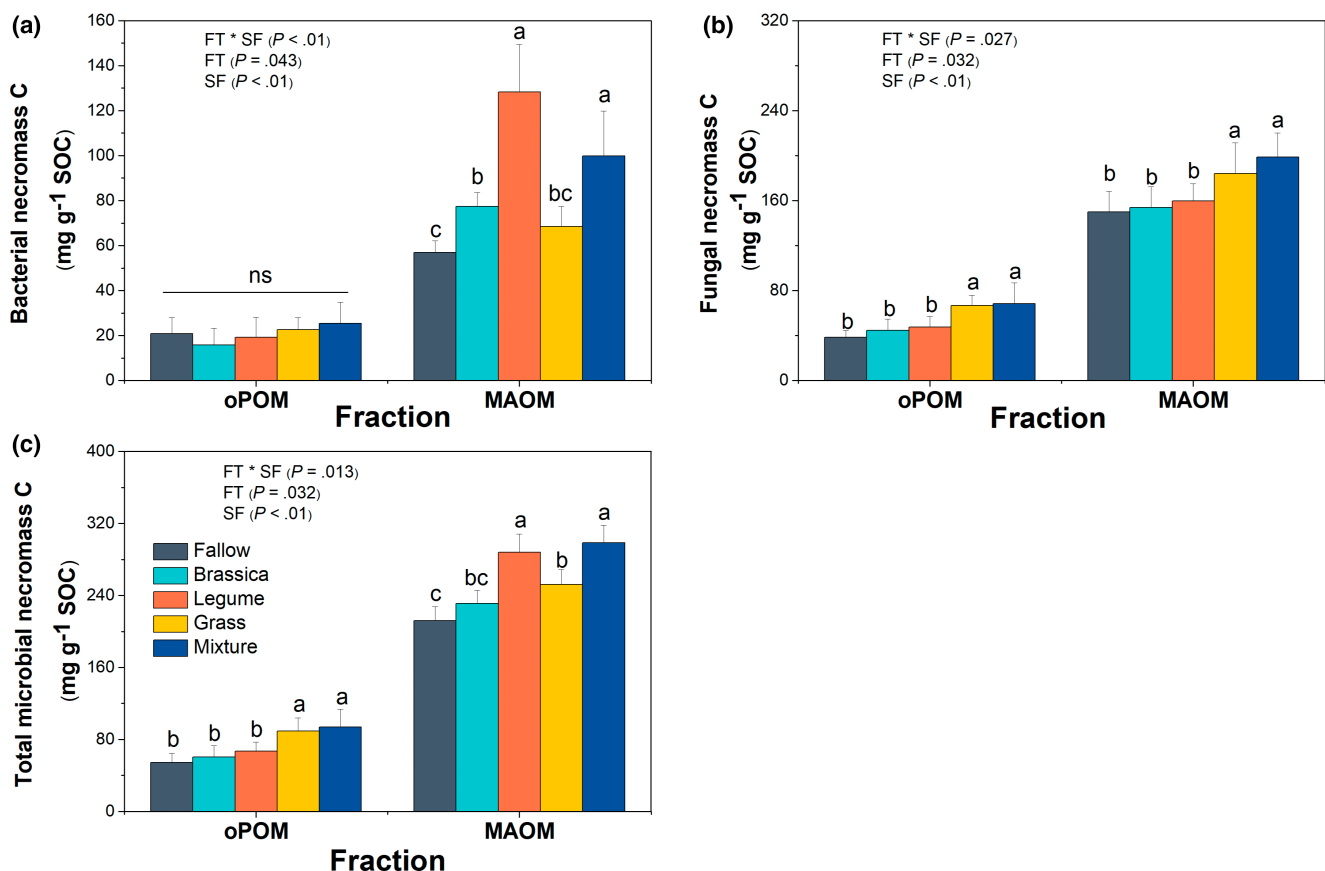 (a)
FT * SF (P < .01)
FT (P = .043)
SF (P < .01)
Bacterial necromass C
(mg g-1 SOC)
160
140
120
100
80
60
40
20
0
ns
c
b
a
bc
a
oPOM
MAOM
Fraction
(b)
FT * SF (P = .027)
FT (P = .032)
SF (P < .01)
Fungal necromass C
(mg g-1 SOC)
320
240
160
80
0
b
b
b
a
a
b
b
b
a
a
oPOM
MAOM
Fraction
(c)
FT * SF (P = .013)
FT (P = .032)
SF (P < .01)
Fallow
Brassica
Legume
Grass
Mixture
Total microbial necromass C
(mg g-1 SOC)
400
320
240
160
80
0
b
b
b
a
a
c
bc
a
b
a
oPOM
MAOM
Fraction